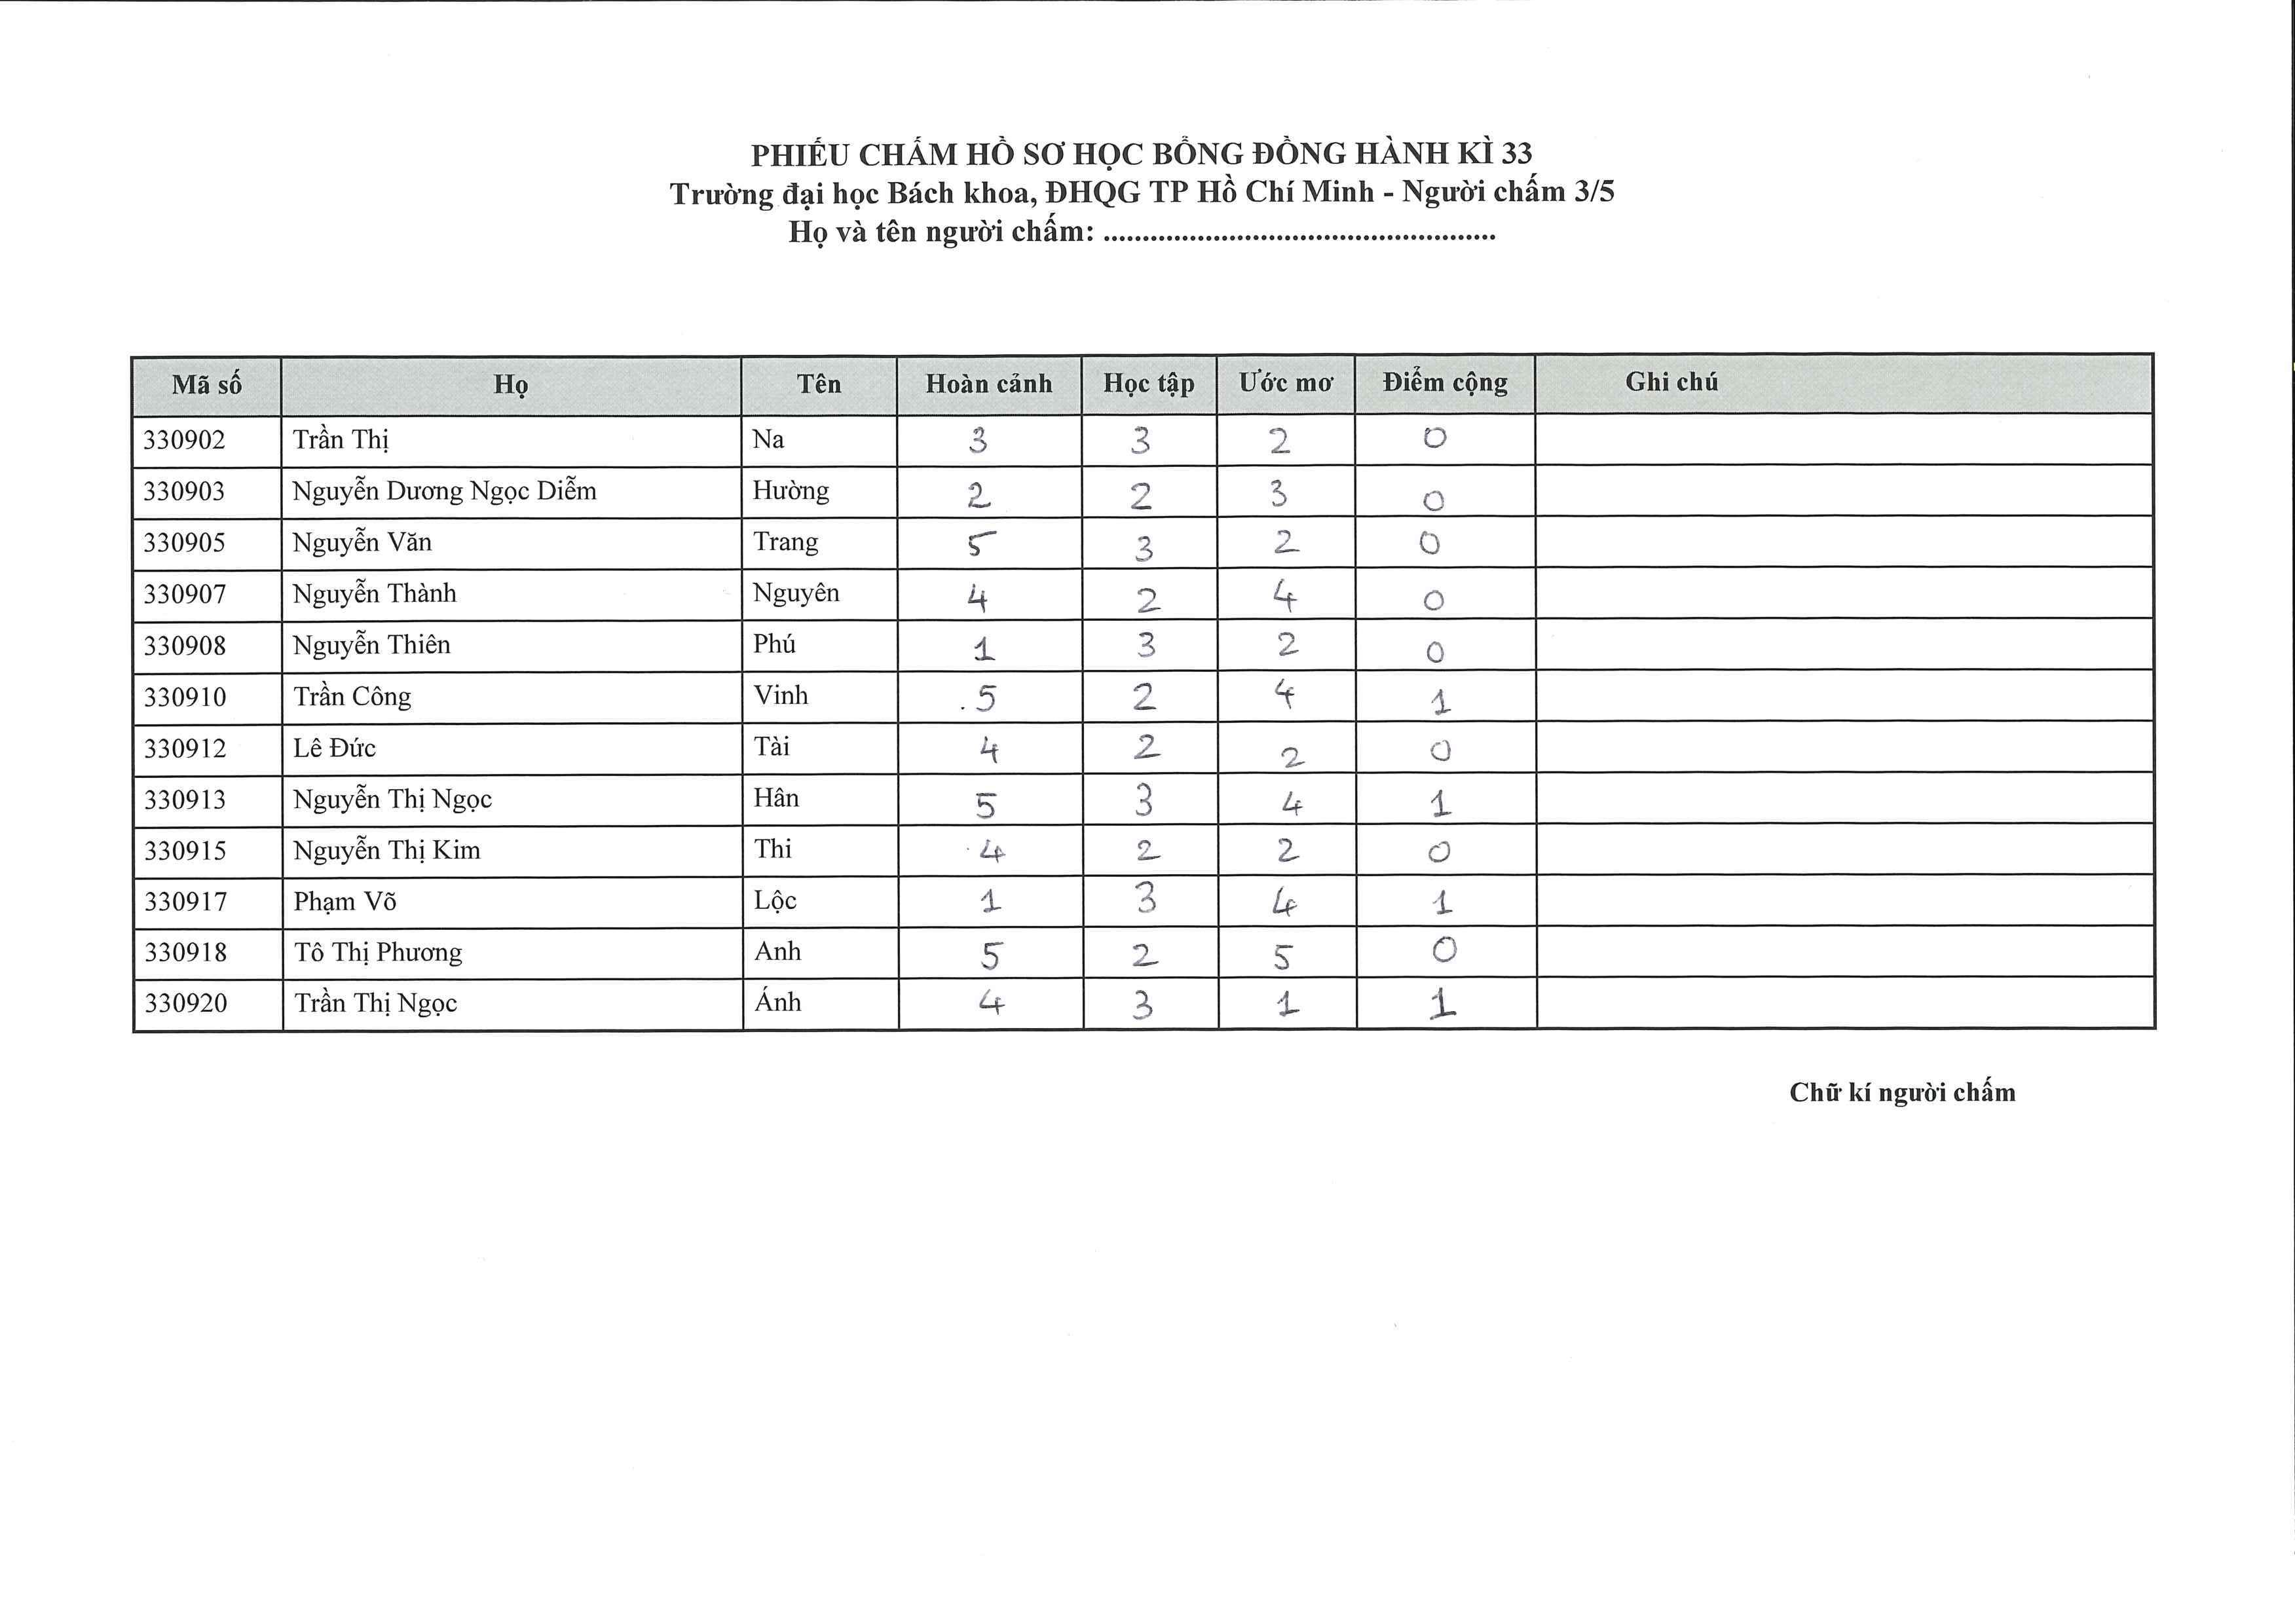 PHIẾU CHẤM HỒ SƠ HỌC BỔNG ĐỒNG HÀNH KÌ 33
Trường đại học Bách khoa, ĐHQG TP Hồ Chí Minh - Người chấm 3/5
Họ và tên người chấm: ..................................................
Mã số Họ Tên Hoàn cảnh Học tập Ước mơ Điểm cộng Ghi chú
330902 Trần Thị Na 3 3 2 0
330903 Nguyễn Dương Ngọc Diễm Hường 2 2 3 0
330905 Nguyễn Văn Trang 5 3 2 0
330907 Nguyễn Thành Nguyên 4 2 4 0
330908 Nguyễn Thiên Phú 1 3 2 0
330910 Trần Công Vinh 5 2 4 1
330912 Lê Đức Tài 4 2 2 0
330913 Nguyễn Thị Ngọc Hân 5 3 4 1
330915 Nguyễn Thị Kim Thi 4 2 2 0
330917 Phạm Võ Lộc 1 3 4 1
330918 Tô Thị Phương Anh 5 2 5 0
330920 Trần Thị Ngọc Ánh 4 3 1 1
Chữ kí người chấm